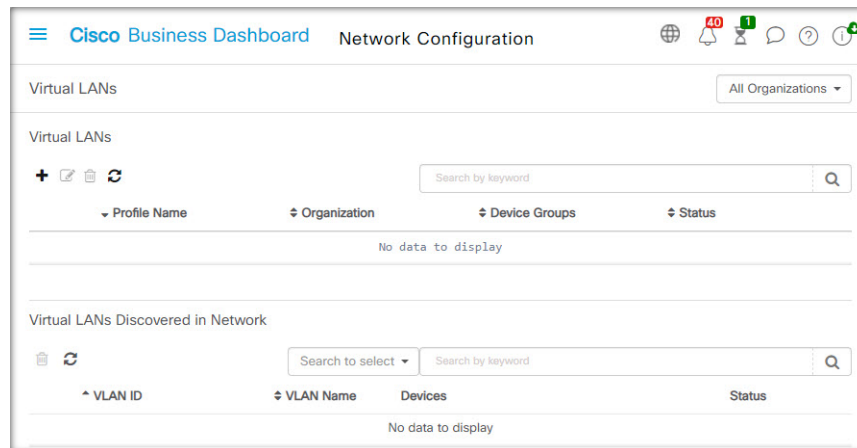 Cisco Business Dashboard Network Configuration 40 1
Virtual LANs All Organizations
Virtual LANs
Search by keyword
Profile Name Organization Device Groups Status
No data to display
Virtual LANs Discovered in Network
Search to select Search by keyword
VLAN ID VLAN Name Devices Status
No data to display